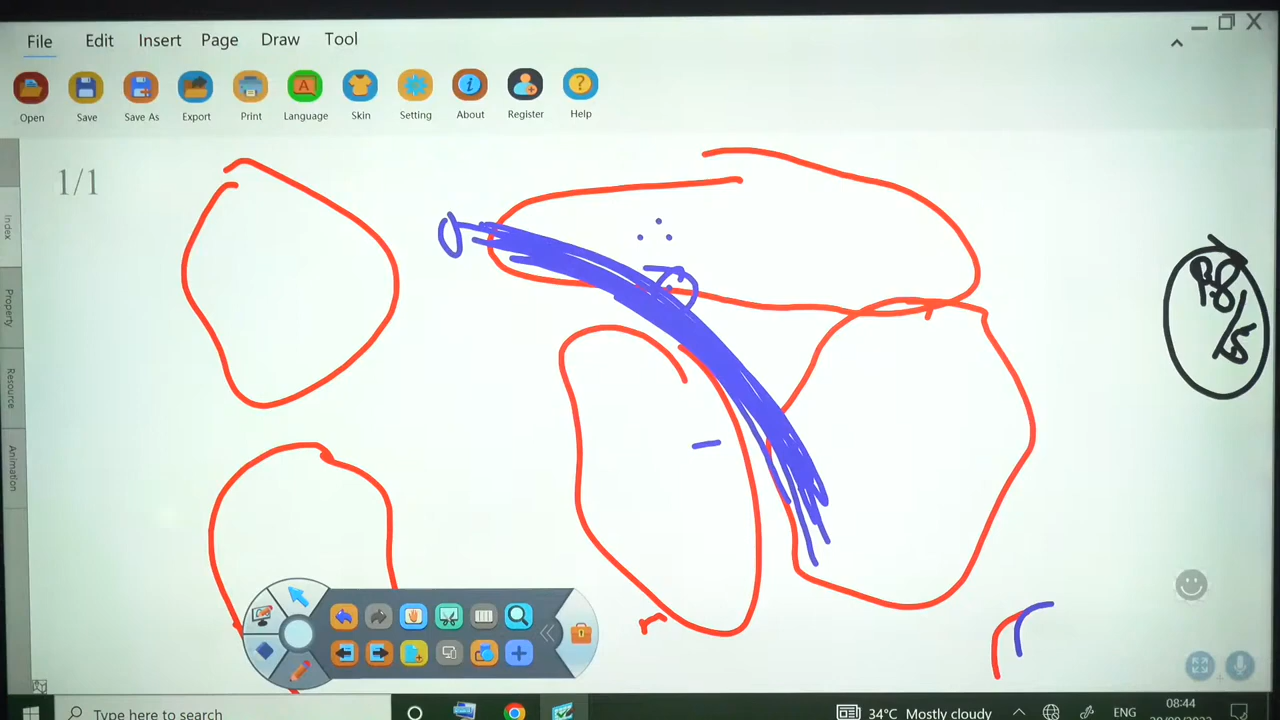 File Edit Insert Page Draw Tool
Open Save Save As Export Print Language Skin Setting About Register Help
1/1
Index
Property
Resource
Animation
Type here to search
34°C Mostly cloudy
ENG
08:44